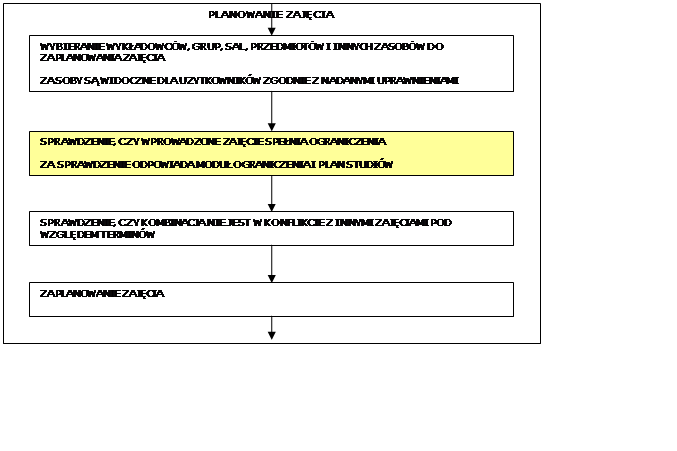 PLANOWANIE ZAJĘCIA
WYBIERANIE WYKŁADOWCÓW, GRUP, SAL, PRZEDMIOTÓW I INNYCH ZASOBÓW DO
ZAPLANOWANIA ZAJĘCIA
ZASOBY SĄ WIDOCZNE DLA UZYTKOWNIKÓW ZGODNIE Z NADANYMI UPRAWNIENIAMI
SPRAWDZENIE, CZY WPROWADZONE ZAJĘCIE SPEŁNIA OGRANICZENIA
ZA SPRAWDZENIE ODPOWIADA MODUŁ OGRANICZENIA I PLAN STUDIÓW
SPRAWDZENIE, CZY KOMBINACJA NIE JEST W KONFLIKCIE Z INNYMI ZAJĘCIAMI POD
WZGLĘDEM TERMINÓW
ZAPLANOWANIE ZAJĘCIA